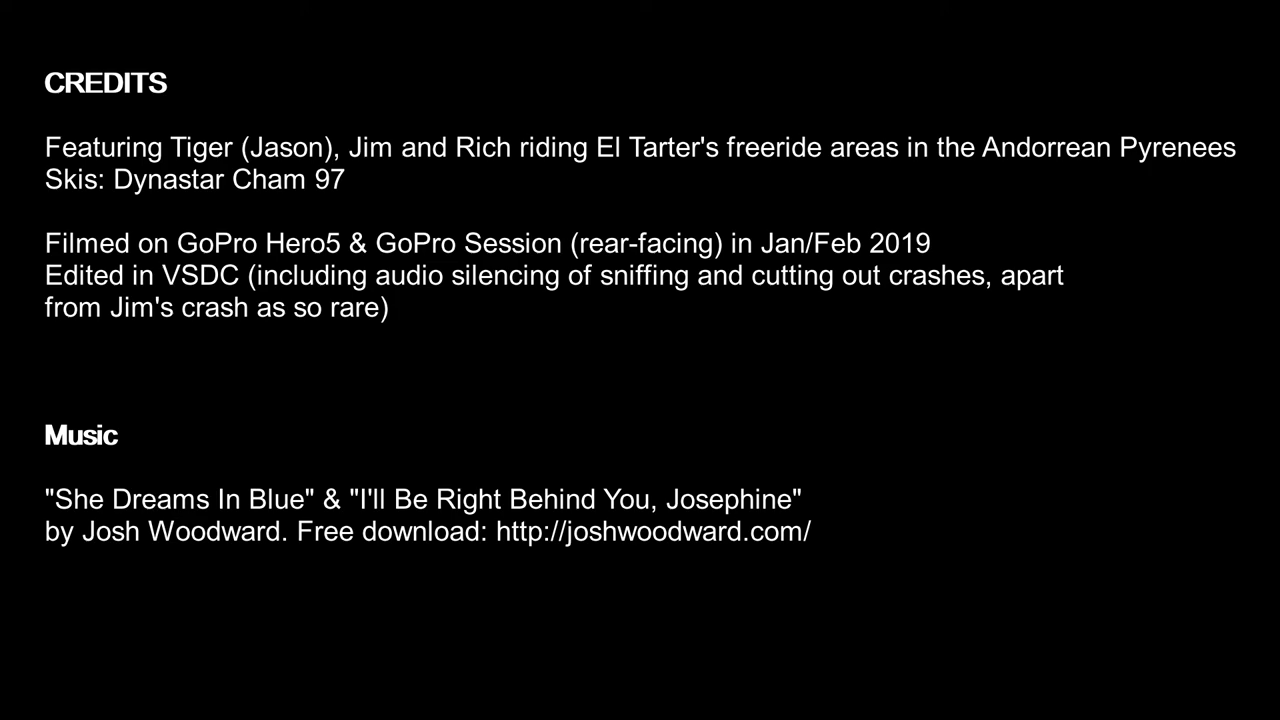 CREDITS
Featuring Tiger (Jason), Jim and Rich riding El Tarter's freeride areas in the Andorrean Pyrenees
Skis: Dynastar Cham 97
Filmed on GoPro Hero5 & GoPro Session (rear-facing) in Jan/Feb 2019
Edited in VSDC (including audio silencing of sniffing and cutting out crashes, apart
from Jim's crash as so rare)
Music
"She Dreams In Blue" & "I'll Be Right Behind You, Josephine"
by Josh Woodward. Free download: http://joshwoodward.com/